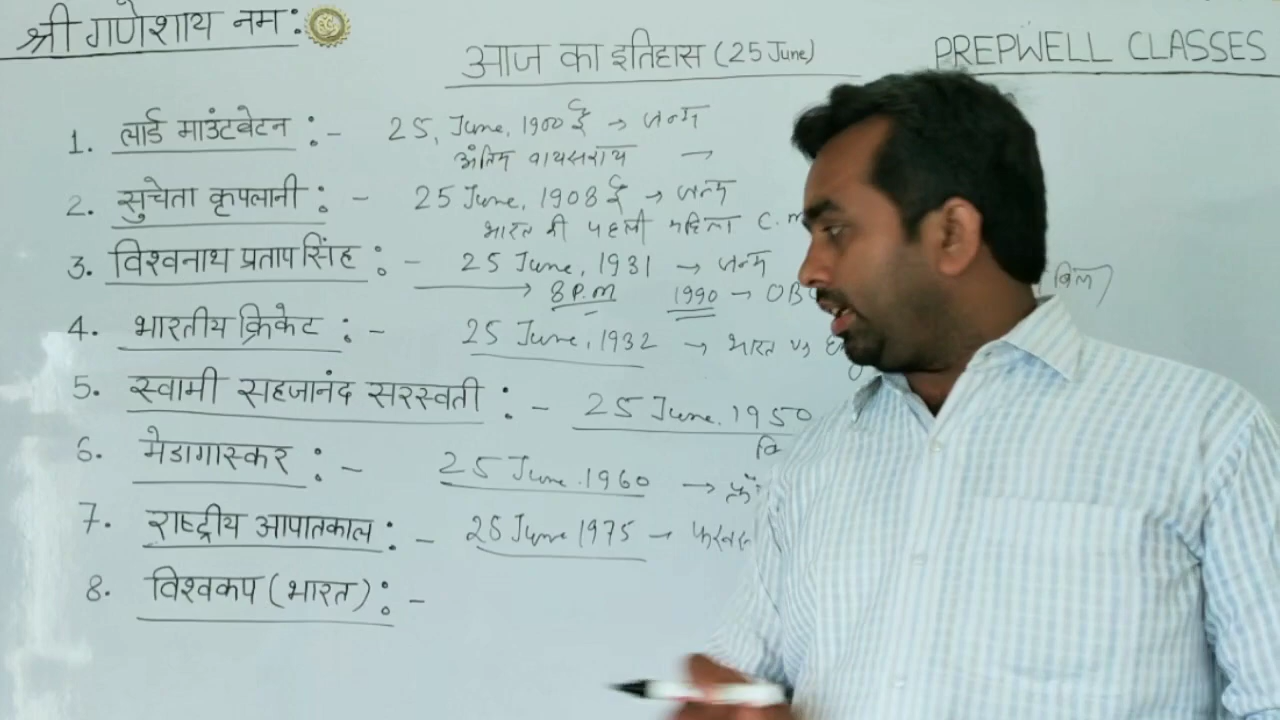 श्री गणेशाय नम:
आज का इतिहास (25 June)
PREPWELL CLASSES
1. लार्ड माउंटबेटन :- 25, June, 1900 ई → जन्म
अंतिम वायसराय →
2. सुचेता कृपलानी :- 25 June, 1908 ई → जन्म
भारत की पहली महिला C.m
3. विश्वनाथ प्रताप सिंह :- 25 June, 1931 → जन्म
→ 8 P.M 1990 → OBC बिल)
4. भारतीय क्रिकेट :- 25 June, 1932 → भारत vs
5. स्वामी सहजानंद सरस्वती :- 25 June. 1950
6. मेडागास्कर :- 25 June. 1960 →
7. राष्ट्रीय आपातकाल :- 25 June 1975 →
8. विश्वकप (भारत) :-